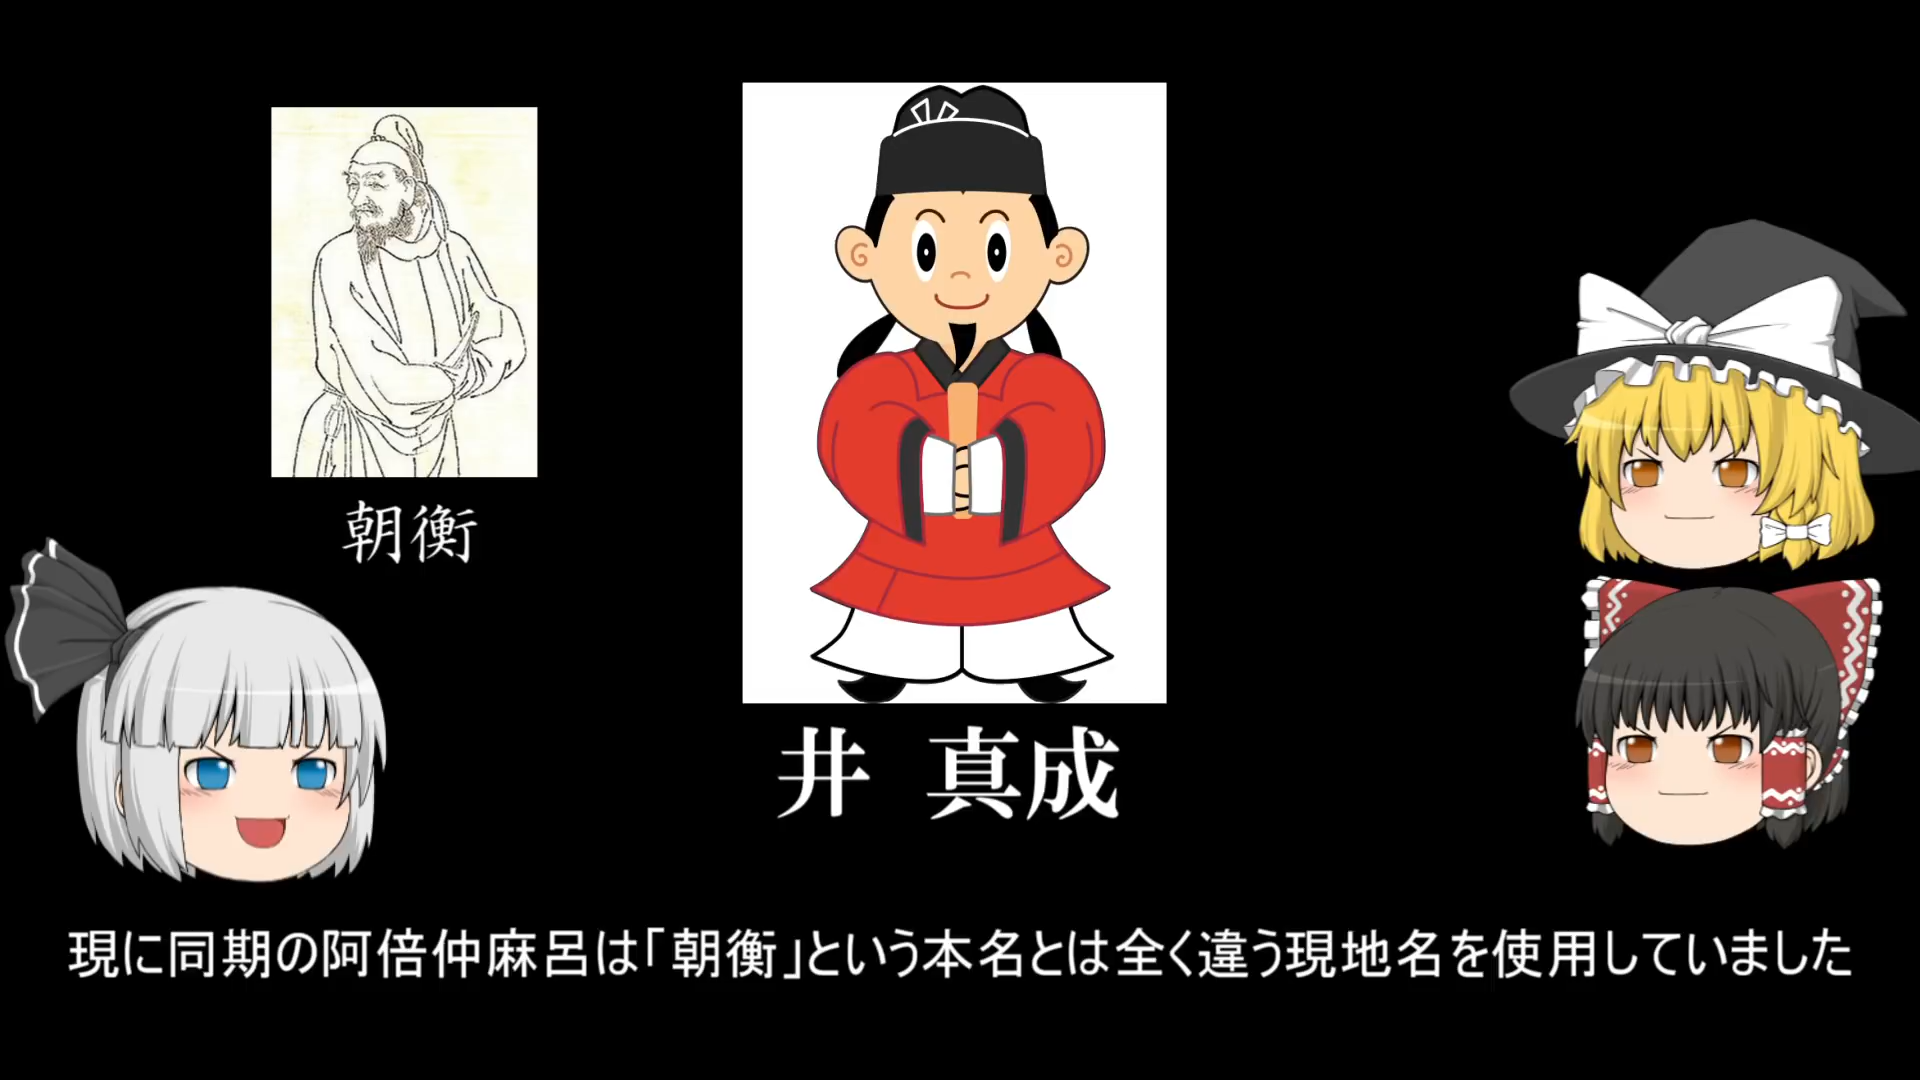 朝衡
井 真成
現に同期の阿倍仲麻呂は｢朝衡｣という本名とは全く違う現地名を使用していました